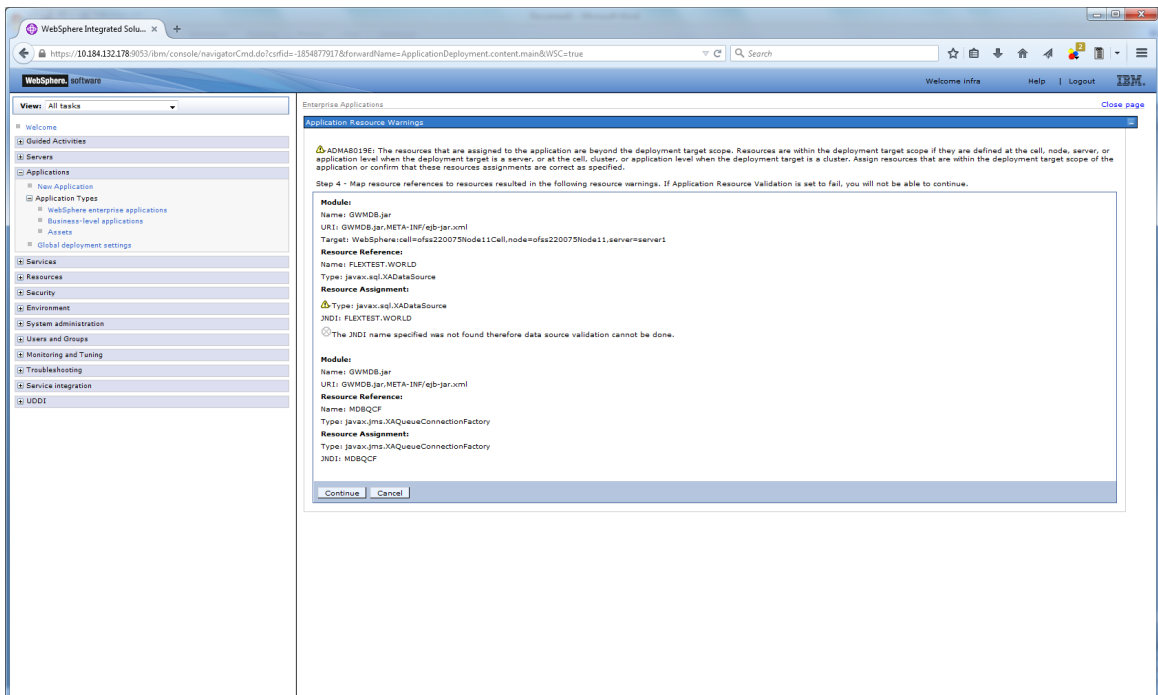 WebSphere Integrated Solu... × +
https://10.184.132.178:9053/ibm/console/navigatorCmd.do?csrfid=-1854877917&forwardName=ApplicationDeployment.content.main&WSC=true
Search
2
WebSphere. software
Welcome infra Help | Logout IBM.
View: All tasks
Welcome
Guided Activities
Servers
Applications
New Application
Application Types
WebSphere enterprise applications
Business-level applications
Assets
Global deployment settings
Services
Resources
Security
Environment
System administration
Users and Groups
Monitoring and Tuning
Troubleshooting
Service integration
UDDI
Enterprise Applications Close page
Application Resource Warnings
ADMA8019E: The resources that are assigned to the application are beyond the deployment target scope. Resources are within the deployment target scope if they are defined at the cell, node, server, or
application level when the deployment target is a server, or at the cell, cluster, or application level when the deployment target is a cluster. Assign resources that are within the deployment target scope of the
application or confirm that these resources assignments are correct as specified.
Step 4 - Map resource references to resources resulted in the following resource warnings. If Application Resource Validation is set to fail, you will not be able to continue.
Module:
Name: GWMDB.jar
URI: GWMDB.jar,META-INF/ejb-jar.xml
Target: WebSphere:cell=ofss220075Node11Cell,node=ofss220075Node11,server=server1
Resource Reference:
Name: FLEXTEST.WORLD
Type: javax.sql.XADataSource
Resource Assignment:
Type: javax.sql.XADataSource
JNDI: FLEXTEST.WORLD
The JNDI name specified was not found therefore data source validation cannot be done.
Module:
Name: GWMDB.jar
URI: GWMDB.jar,META-INF/ejb-jar.xml
Resource Reference:
Name: MDBQCF
Type: javax.jms.XAQueueConnectionFactory
Resource Assignment:
Type: javax.jms.XAQueueConnectionFactory
JNDI: MDBQCF
Continue Cancel